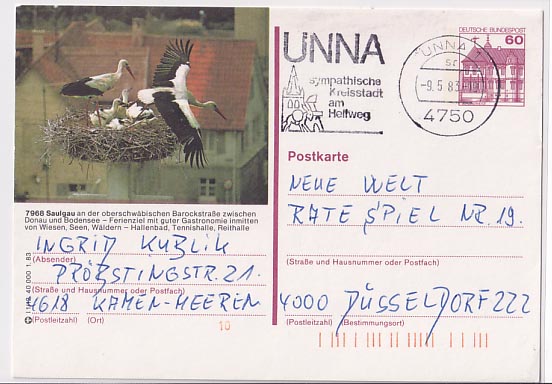 UNNA
sympathische
Kreisstadt
am
Hellweg
UNNA 1
-9.5.83
4750
DEUTSCHE BUNDESPOST
60
Postkarte
NEUE WELT
RATE SPIEL NR. 19.
(Straße und Hausnummer oder Postfach)
4000 DÜSSELDORF 222
(Postleitzahl) (Bestimmungsort)
7968 Saulgau an der oberschwäbischen Barockstraße zwischen
Donau und Bodensee – Ferienziel mit guter Gastronomie inmitten
von Wiesen, Seen, Wäldern – Hallenbad, Tennishalle, Reithalle
INGRID KUBLIK
(Absender)
PRÖBSTINGSTR. 21.
(Straße und Hausnummer oder Postfach)
4618 KAMEN-HEEREN
(Postleitzahl) (Ort)
10